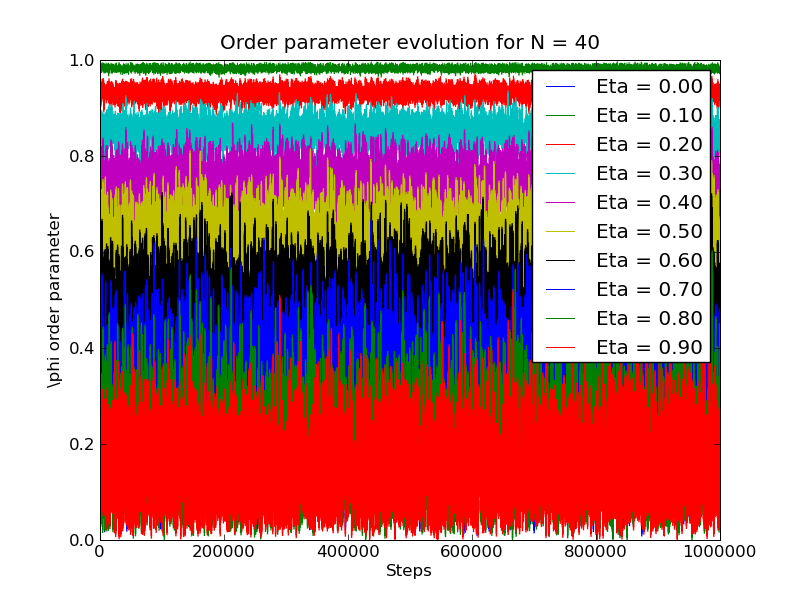 Order parameter evolution for N = 40
1.0
0.8
0.6
0.4
0.2
0.0
\phi order parameter
Eta = 0.00
Eta = 0.10
Eta = 0.20
Eta = 0.30
Eta = 0.40
Eta = 0.50
Eta = 0.60
Eta = 0.70
Eta = 0.80
Eta = 0.90
0 200000 400000 600000 800000 1000000
Steps